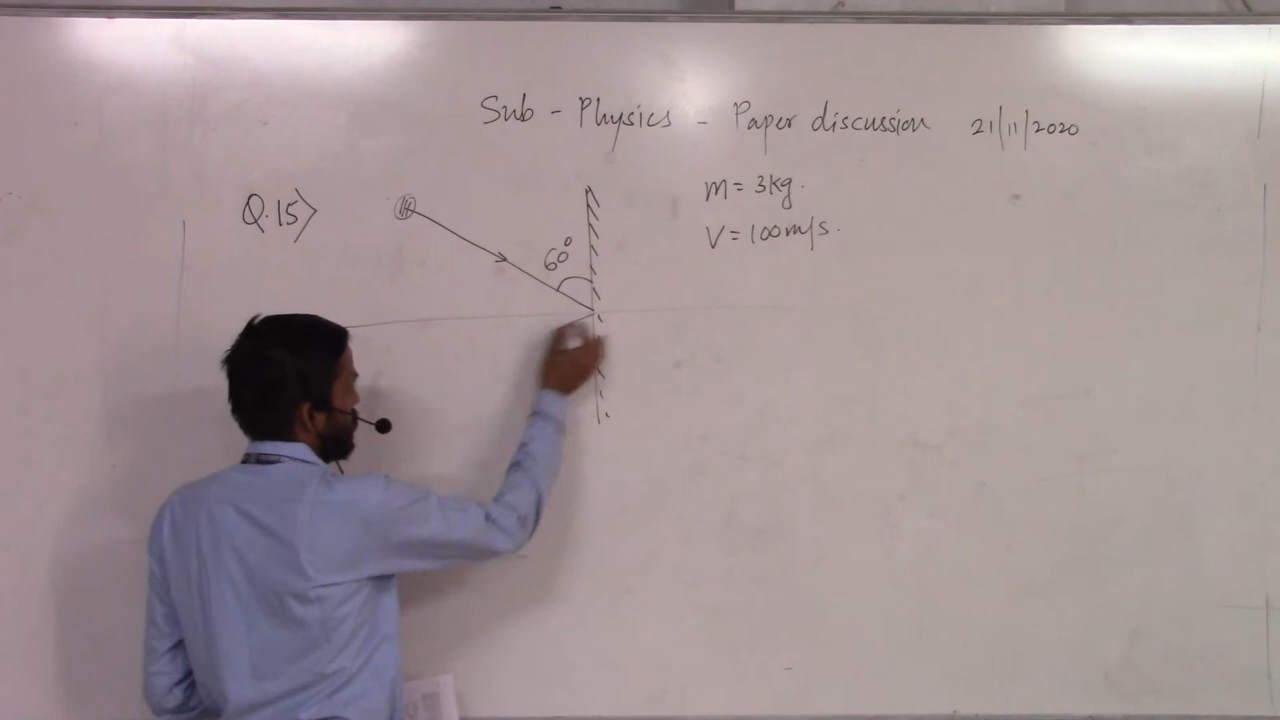 Sub - Physics - Paper discussion 21/11/2020
Q.15>
m = 3kg.
V = 100m/s.
60°